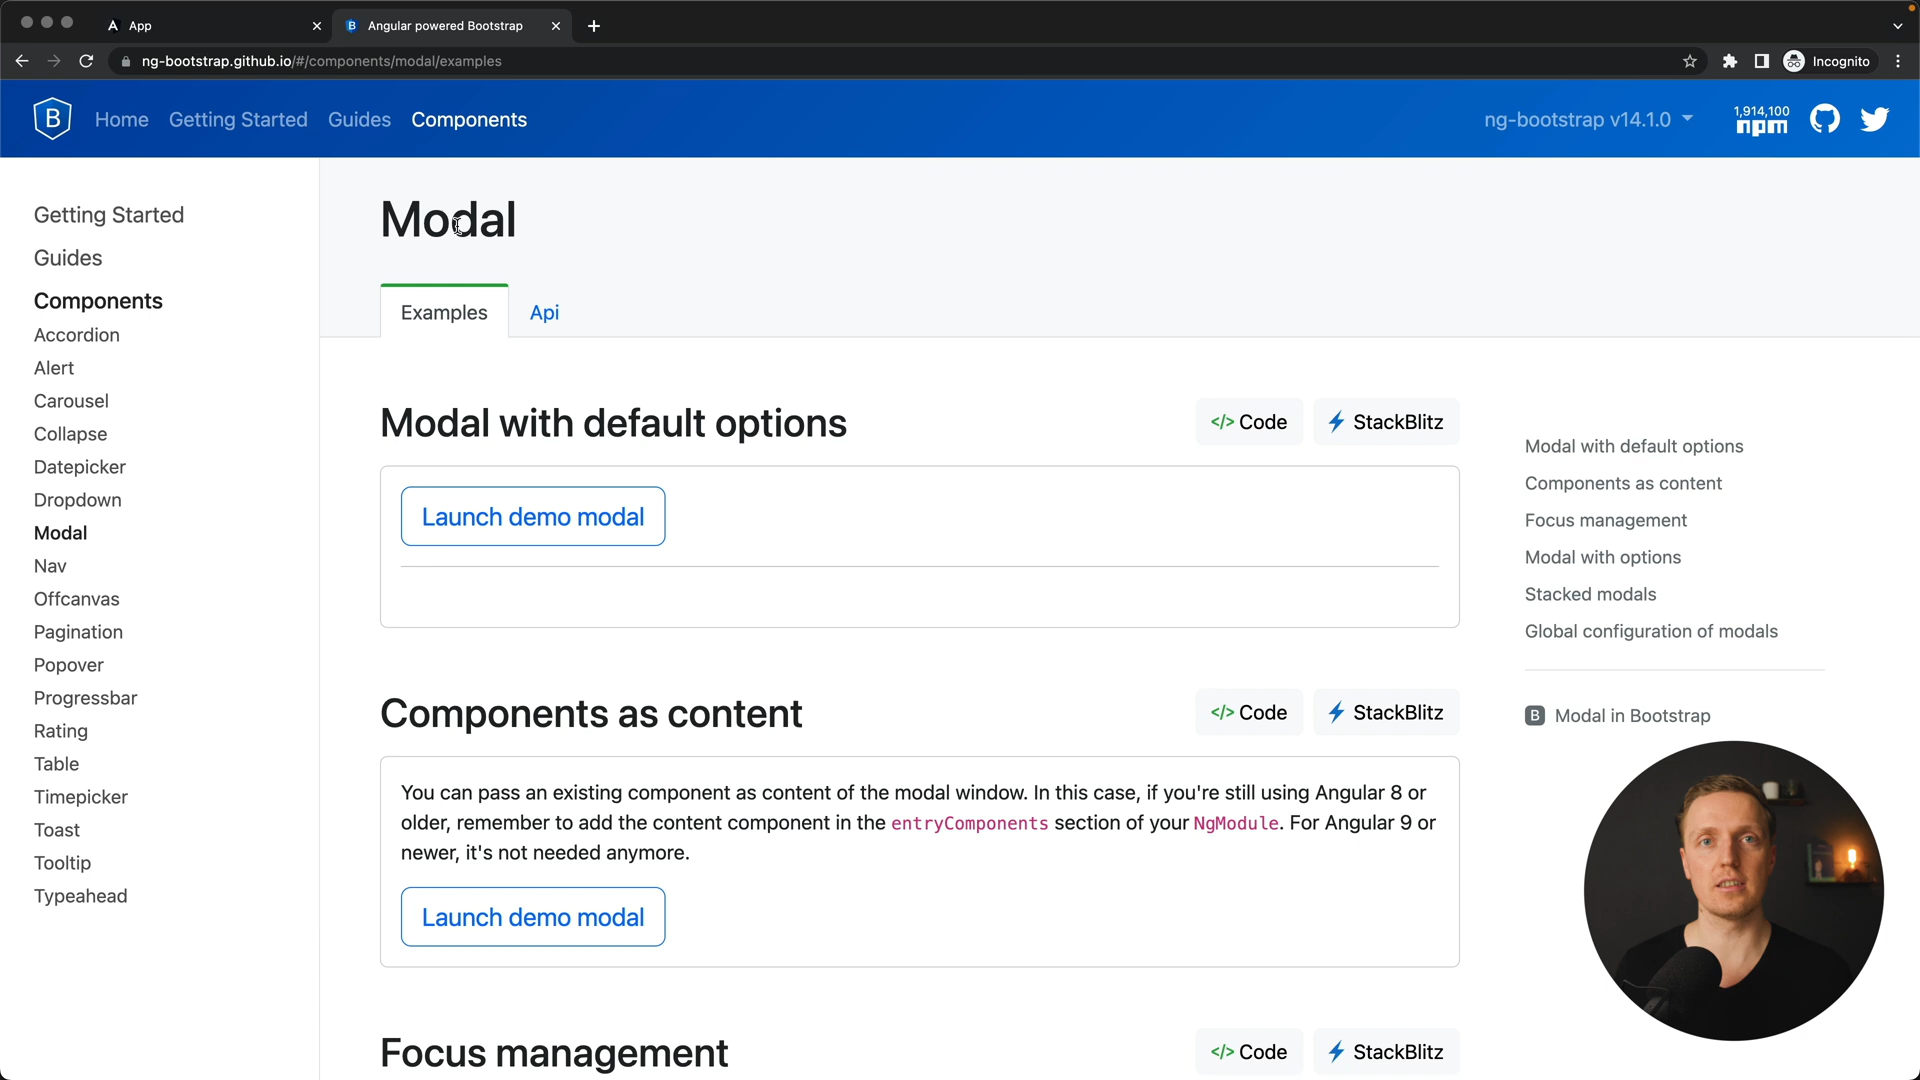 App
Angular powered Bootstrap
ng-bootstrap.github.io/#/components/modal/examples
Incognito
B
Home
Getting Started
Guides
Components
ng-bootstrap v14.1.0
1,914,100
npm
Getting Started
Guides
Components
Accordion
Alert
Carousel
Collapse
Datepicker
Dropdown
Modal
Nav
Offcanvas
Pagination
Popover
Progressbar
Rating
Table
Timepicker
Toast
Tooltip
Typeahead
Modal
Examples
Api
Modal with default options
</> Code
StackBlitz
Launch demo modal
Components as content
</> Code
StackBlitz
You can pass an existing component as content of the modal window. In this case, if you're still using Angular 8 or
older, remember to add the content component in the entryComponents section of your NgModule. For Angular 9 or
newer, it's not needed anymore.
Launch demo modal
Focus management
</> Code
StackBlitz
Modal with default options
Components as content
Focus management
Modal with options
Stacked modals
Global configuration of modals
B Modal in Bootstrap